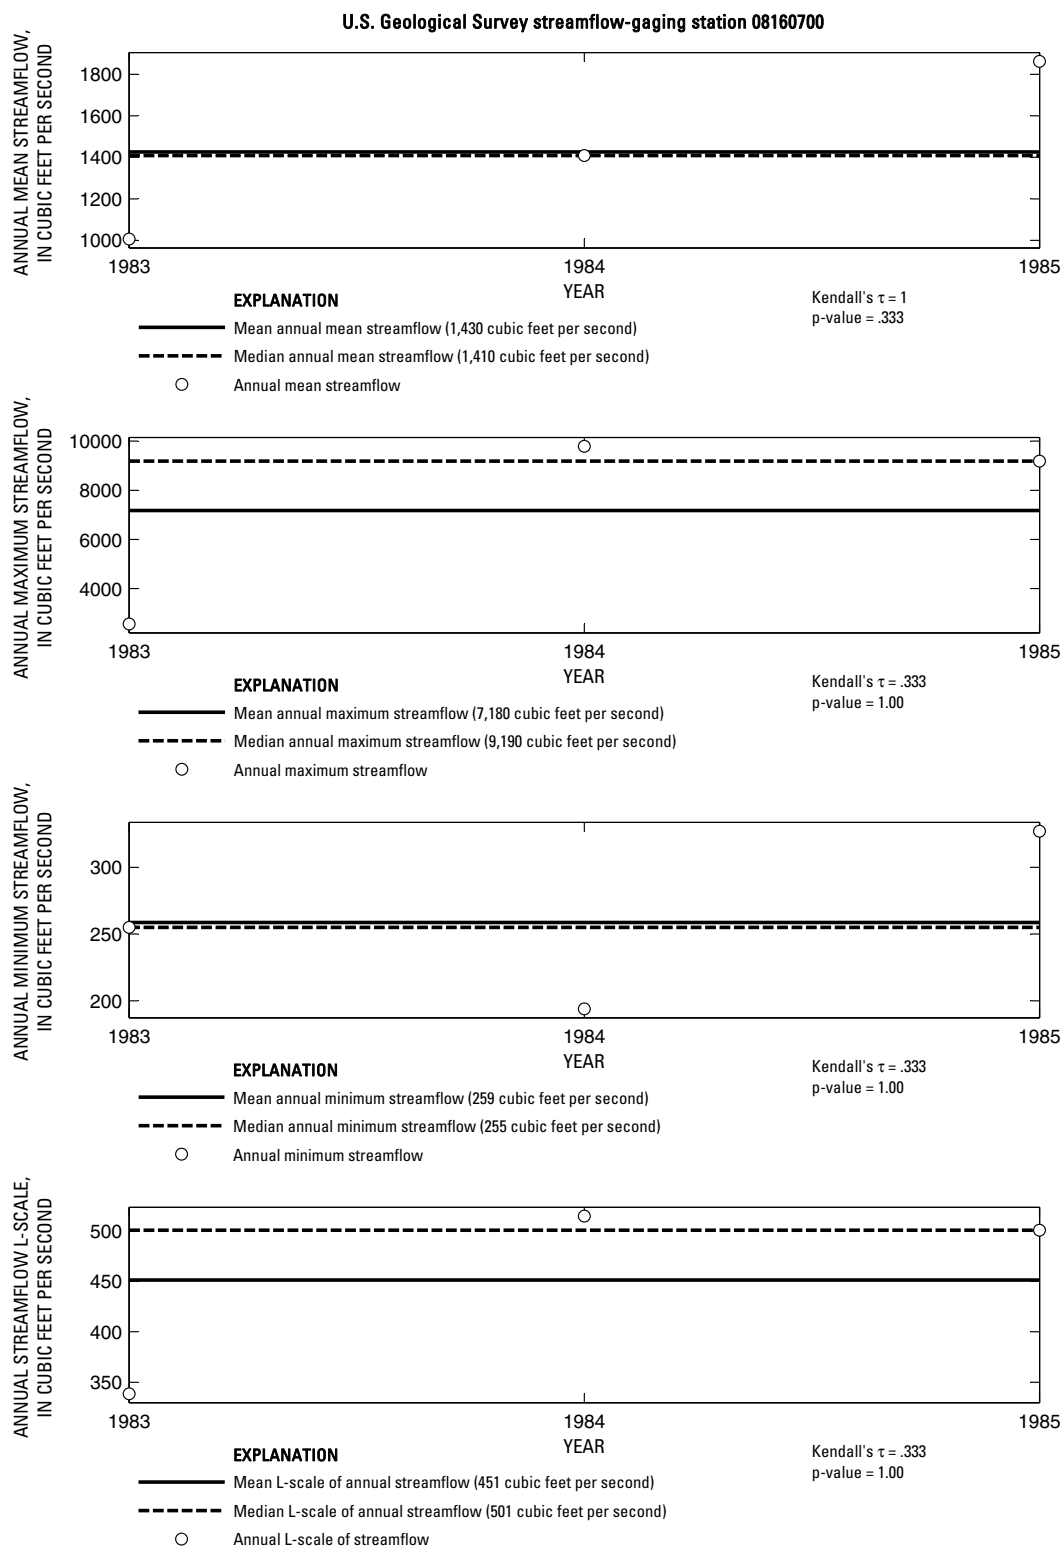 U.S. Geological Survey streamflow-gaging station 08160700
ANNUAL MEAN STREAMFLOW,
IN CUBIC FEET PER SECOND
1800
1600
1400
1200
1000
1983
1984
1985
YEAR
EXPLANATION
Kendall's τ = 1
p-value = .333
Mean annual mean streamflow (1,430 cubic feet per second)
Median annual mean streamflow (1,410 cubic feet per second)
Annual mean streamflow
ANNUAL MAXIMUM STREAMFLOW,
IN CUBIC FEET PER SECOND
10000
8000
6000
4000
1983
1984
1985
YEAR
EXPLANATION
Kendall's τ = .333
p-value = 1.00
Mean annual maximum streamflow (7,180 cubic feet per second)
Median annual maximum streamflow (9,190 cubic feet per second)
Annual maximum streamflow
ANNUAL MINIMUM STREAMFLOW,
IN CUBIC FEET PER SECOND
300
250
200
1983
1984
1985
YEAR
EXPLANATION
Kendall's τ = .333
p-value = 1.00
Mean annual minimum streamflow (259 cubic feet per second)
Median annual minimum streamflow (255 cubic feet per second)
Annual minimum streamflow
ANNUAL STREAMFLOW L-SCALE,
IN CUBIC FEET PER SECOND
500
450
400
350
1983
1984
1985
YEAR
EXPLANATION
Kendall's τ = .333
p-value = 1.00
Mean L-scale of annual streamflow (451 cubic feet per second)
Median L-scale of annual streamflow (501 cubic feet per second)
Annual L-scale of streamflow